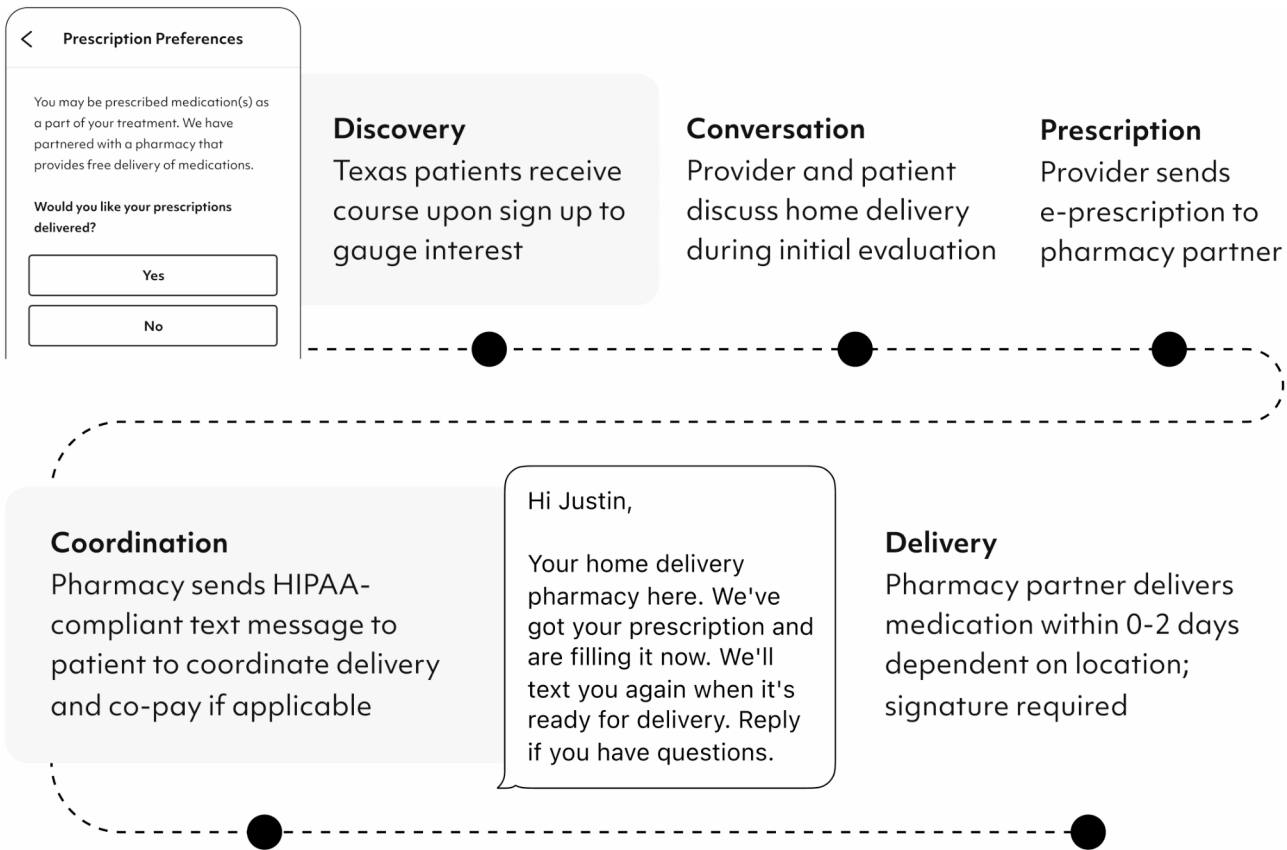 Prescription Preferences
You may be prescribed medication(s) as
a part of your treatment. We have
partnered with a pharmacy that
provides free delivery of medications.
Would you like your prescriptions
delivered?
Yes
No
Discovery
Texas patients receive
course upon sign up to
gauge interest
Conversation
Provider and patient
discuss home delivery
during initial evaluation
Prescription
Provider sends
e-prescription to
pharmacy partner
Coordination
Pharmacy sends HIPAA-
compliant text message to
patient to coordinate delivery
and co-pay if applicable
Hi Justin,
Your home delivery
pharmacy here. We've
got your prescription and
are filling it now. We'll
text you again when it's
ready for delivery. Reply
if you have questions.
Delivery
Pharmacy partner delivers
medication within 0-2 days
dependent on location;
signature required